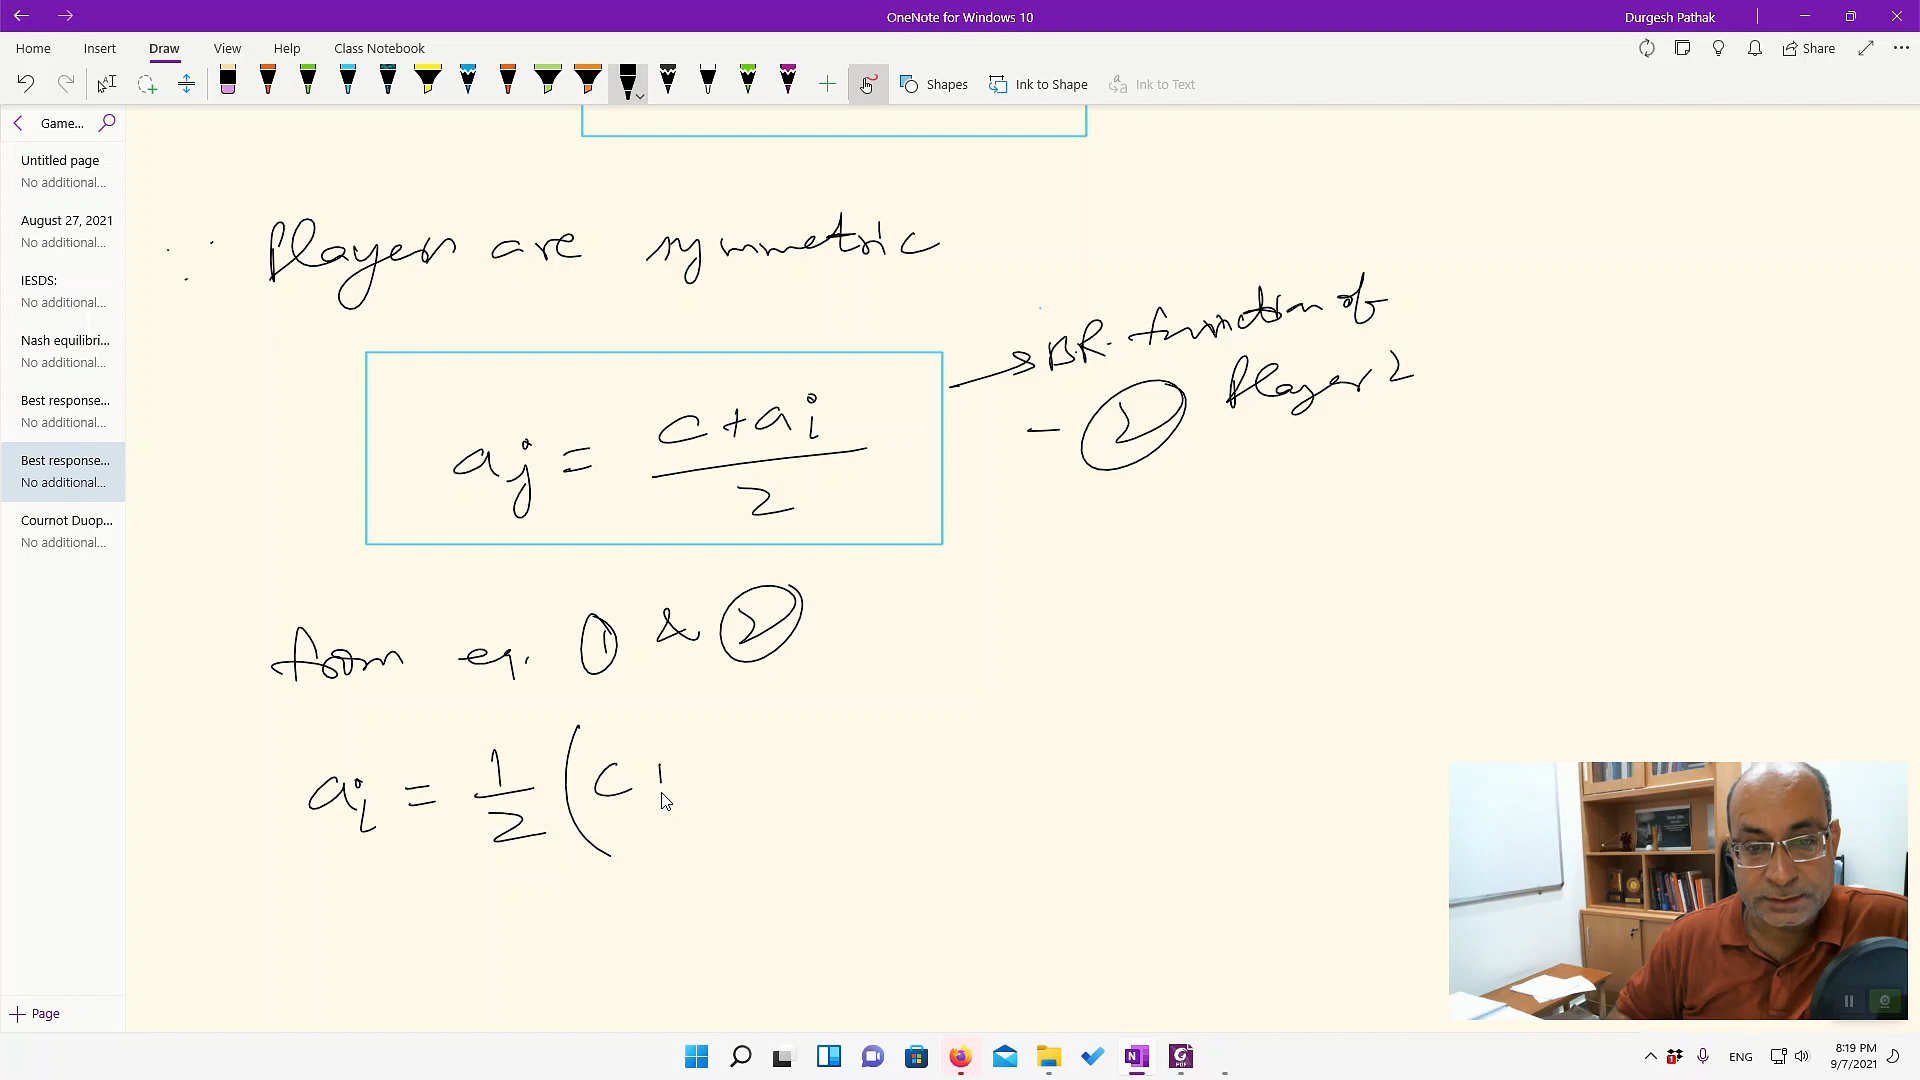 OneNote for Windows 10
Durgesh Pathak
Home Insert Draw View Help Class Notebook
Share
Shapes Ink to Shape Ink to Text
Game...
Untitled page
No additional...
August 27, 2021
No additional...
IESDS:
No additional...
Nash equilibri...
No additional...
Best response...
No additional...
Best response...
No additional...
Cournot Duop...
No additional...
Page
∵ Players are symmetric
aj = c+ai / 2
→ B.R. function of
Player 2
- ②
from eq. ① & ②
ai = 1/2 (c
ENG
8:19 PM
9/7/2021